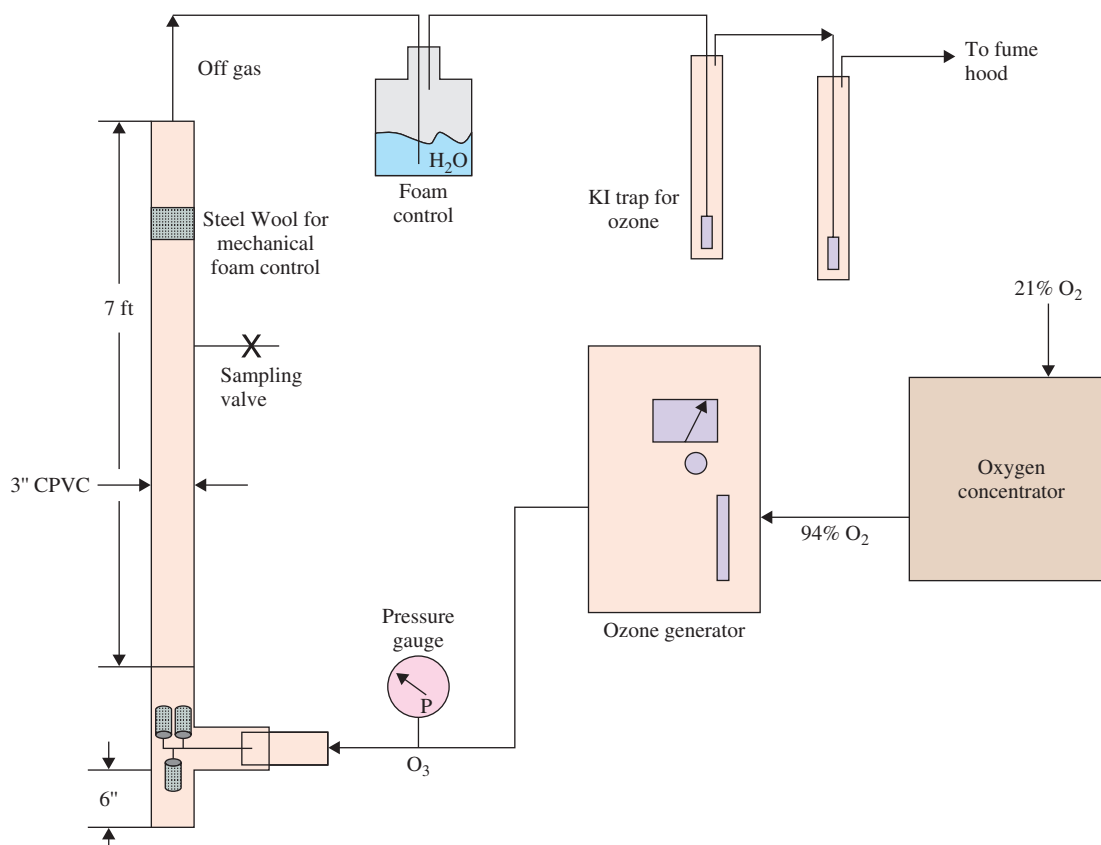 Off gas
H₂O
Foam
control
To fume
hood
KI trap for
ozone
Steel Wool for
mechanical
foam control
7 ft
Sampling
valve
3" CPVC
21% O₂
Oxygen
concentrator
94% O₂
Ozone generator
Pressure
gauge
P
O₃
6"